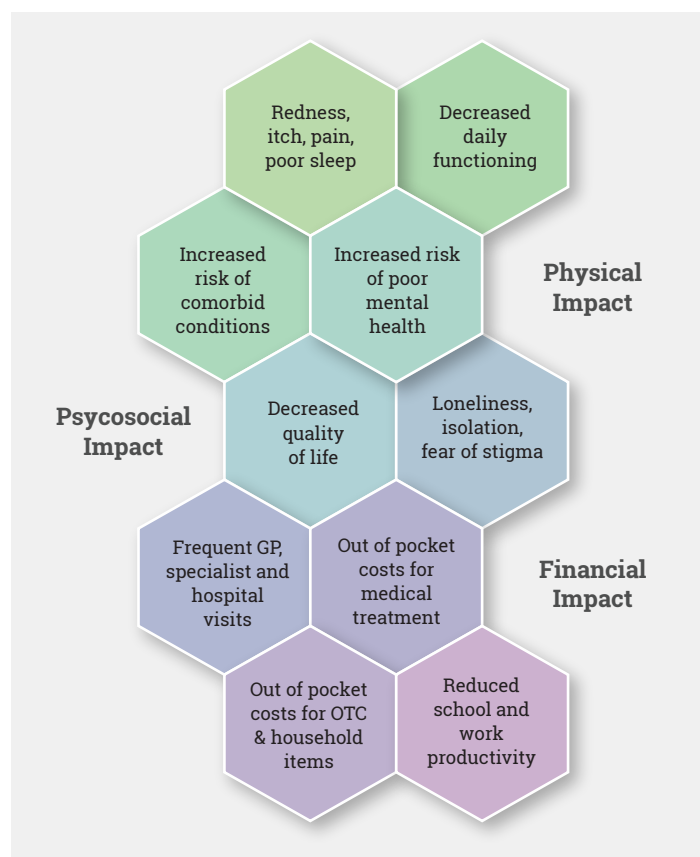 Redness,
itch, pain,
poor sleep
Decreased
daily
functioning
Increased
risk of
comorbid
conditions
Increased risk
of poor
mental
health
Physical
Impact
Psycosocial
Impact
Decreased
quality
of life
Loneliness,
isolation,
fear of stigma
Frequent GP,
specialist and
hospital
visits
Out of pocket
costs for
medical
treatment
Financial
Impact
Out of pocket
costs for OTC
& household
items
Reduced
school and
work
productivity